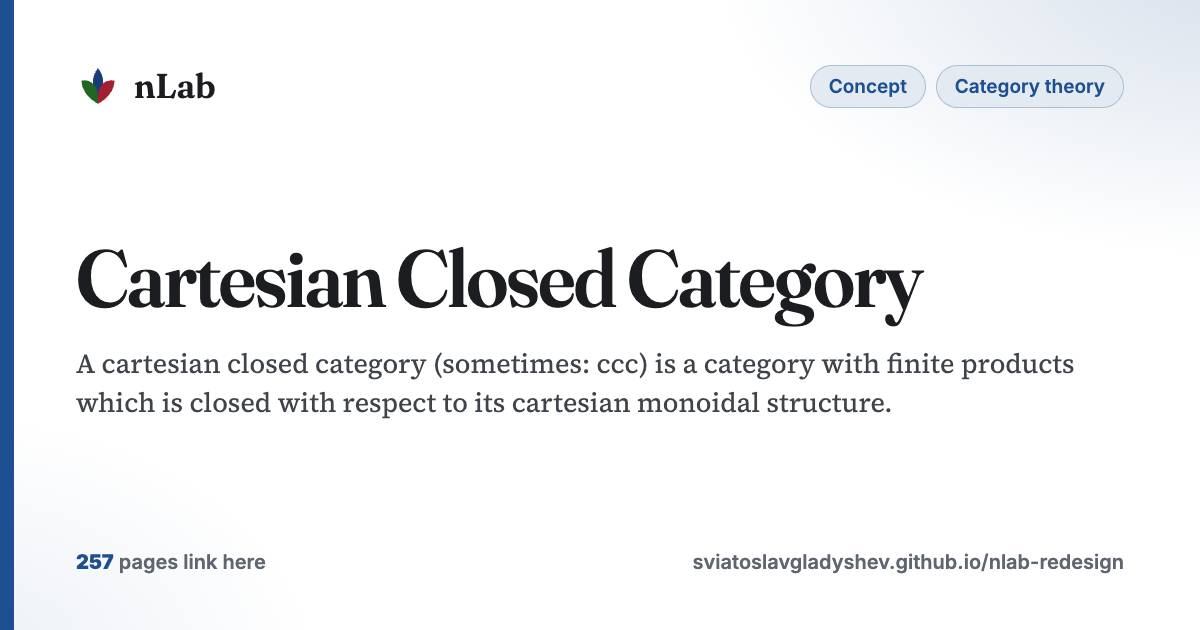 nLab
Concept
Category theory
Cartesian Closed Category
A cartesian closed category (sometimes: ccc) is a category with finite products
which is closed with respect to its cartesian monoidal structure.
257 pages link here
sviatoslavgladyshev.github.io/nlab-redesign